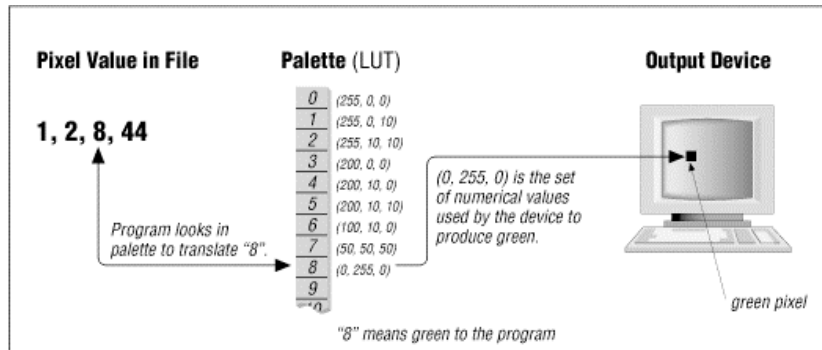 Pixel Value in File
Palette (LUT)
Output Device
1, 2, 8, 44
0 (255, 0, 0)
1 (255, 0, 10)
2 (255, 10, 10)
3 (200, 0, 0)
4 (200, 10, 0)
5 (200, 10, 10)
6 (100, 10, 0)
7 (50, 50, 50)
8 (0, 255, 0)
9
10
Program looks in
palette to translate “8”.
(0, 255, 0) is the set
of numerical values
used by the device to
produce green.
green pixel
“8” means green to the program